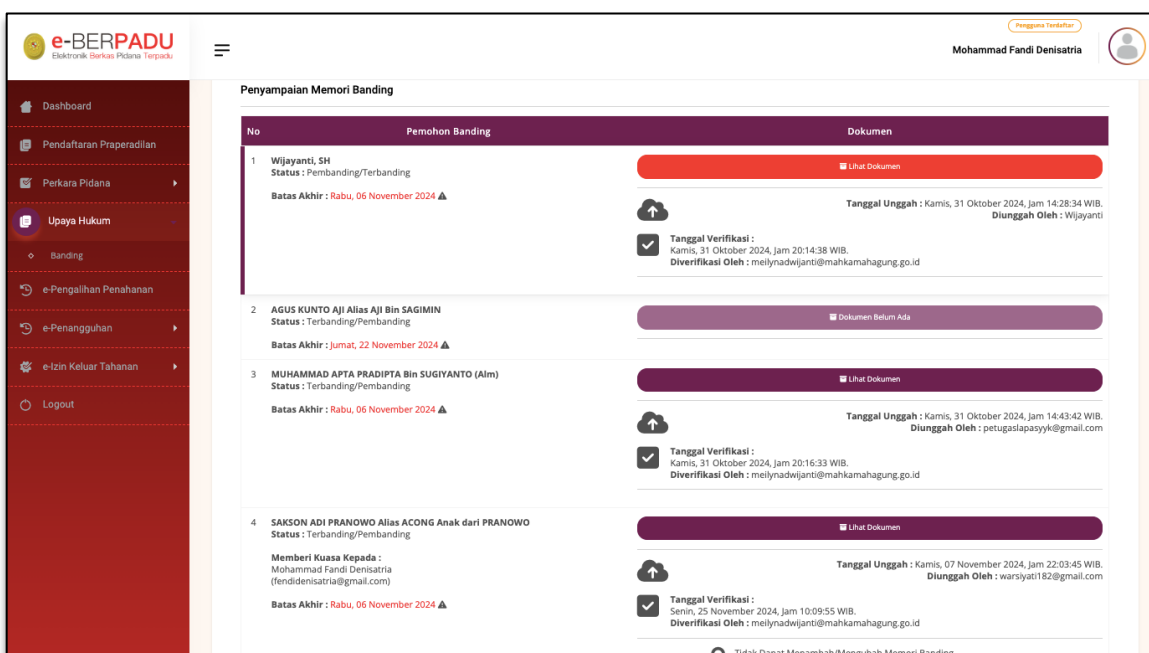 e-BERPADU
Elektronik Berkas Pidana Terpadu
Pengguna Terdaftar
Mohammad Fandi Denisatria
Dashboard
Pendaftaran Praperadilan
Perkara Pidana
Upaya Hukum
Banding
e-Pengalihan Penahanan
e-Penangguhan
e-Izin Keluar Tahanan
Logout
Penyampaian Memori Banding
No Pemohon Banding Dokumen
1 Wijayanti, SH
Status : Pembanding/Terbanding
Batas Akhir : Rabu, 06 November 2024
Lihat Dokumen
Tanggal Unggah : Kamis, 31 Oktober 2024, Jam 14:28:34 WIB.
Diunggah Oleh : Wijayanti
Tanggal Verifikasi :
Kamis, 31 Oktober 2024, Jam 20:14:38 WIB.
Diverifikasi Oleh : meilynadwijanti@mahkamahagung.go.id
2 AGUS KUNTO AJI Alias AJI Bin SAGIMIN
Status : Terbanding/Pembanding
Batas Akhir : Jumat, 22 November 2024
Dokumen Belum Ada
3 MUHAMMAD APTA PRADIPTA Bin SUGIYANTO (Alm)
Status : Terbanding/Pembanding
Batas Akhir : Rabu, 06 November 2024
Lihat Dokumen
Tanggal Unggah : Kamis, 31 Oktober 2024, Jam 14:43:42 WIB.
Diunggah Oleh : petugaslapasyyk@gmail.com
Tanggal Verifikasi :
Kamis, 31 Oktober 2024, Jam 20:16:33 WIB.
Diverifikasi Oleh : meilynadwijanti@mahkamahagung.go.id
4 SAKSON ADI PRANOWO Alias ACONG Anak dari PRANOWO
Status : Terbanding/Pembanding
Memberi Kuasa Kepada :
Mohammad Fandi Denisatria
(fendidenisatria@gmail.com)
Batas Akhir : Rabu, 06 November 2024
Lihat Dokumen
Tanggal Unggah : Kamis, 07 November 2024, Jam 22:03:45 WIB.
Diunggah Oleh : warsiyati182@gmail.com
Tanggal Verifikasi :
Senin, 25 November 2024, Jam 10:09:55 WIB.
Diverifikasi Oleh : meilynadwijanti@mahkamahagung.go.id
Tidak Dapat Menambah/Mengubah Memori Banding